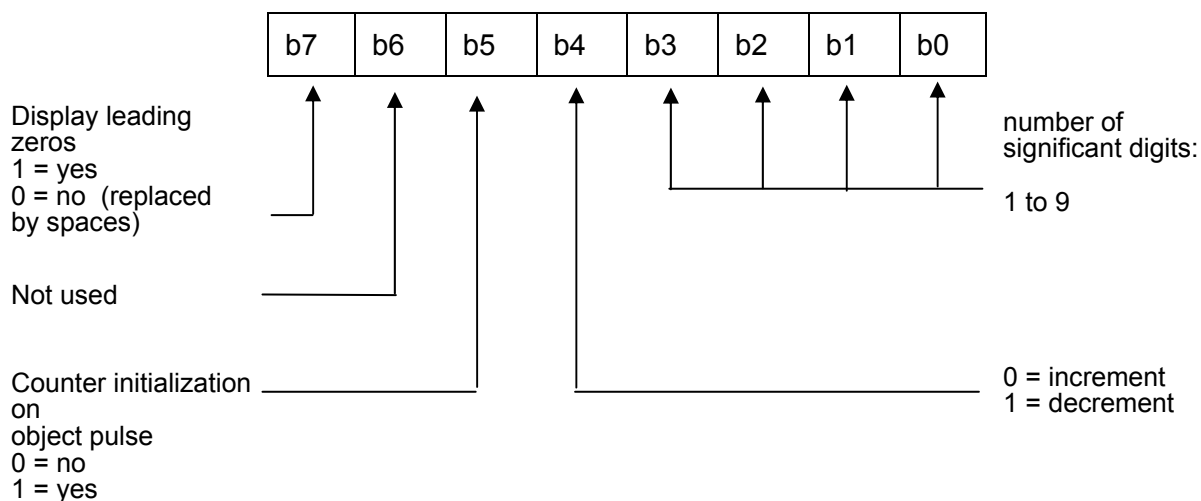 b7 b6 b5 b4 b3 b2 b1 b0
Display leading
zeros
1 = yes
0 = no (replaced
by spaces)
number of
significant digits:
1 to 9
Not used
Counter initialization
on
object pulse
0 = no
1 = yes
0 = increment
1 = decrement